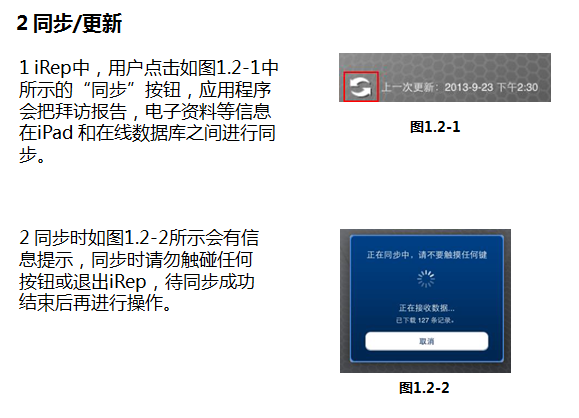 2 同步/更新
1 iRep中，用户点击如图1.2-1中
所示的“同步”按钮，应用程序
会把拜访报告，电子资料等信息
在iPad 和在线数据库之间进行同
步。
上一次更新：2013-9-23 下午2:30
图1.2-1
2 同步时如图1.2-2所示会有信
息提示，同步时请勿触碰任何
按钮或退出iRep，待同步成功
结束后再进行操作。
正在同步中，请不要触摸任何键
正在接收数据...
已下载 127 条记录。
取消
图1.2-2